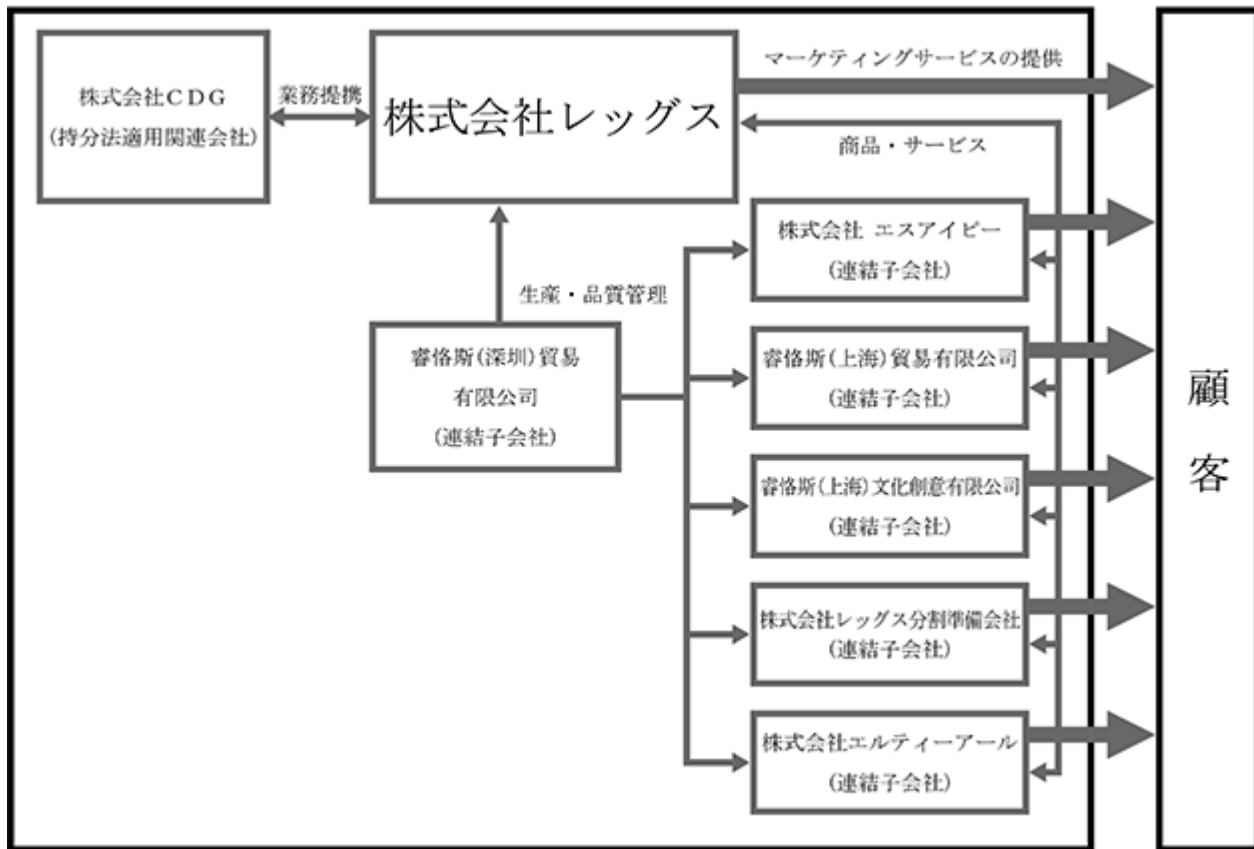 株式会社CDG
(持分法適用関連会社)
業務提携
株式会社レッグス
マーケティングサービスの提供
商品・サービス
株式会社 エスアイピー
(連結子会社)
生産・品質管理
睿恪斯(深圳)貿易
有限公司
(連結子会社)
睿恪斯(上海)貿易有限公司
(連結子会社)
睿恪斯(上海)文化創意有限公司
(連結子会社)
株式会社レッグス分割準備会社
(連結子会社)
株式会社エルティーアール
(連結子会社)
顧
客